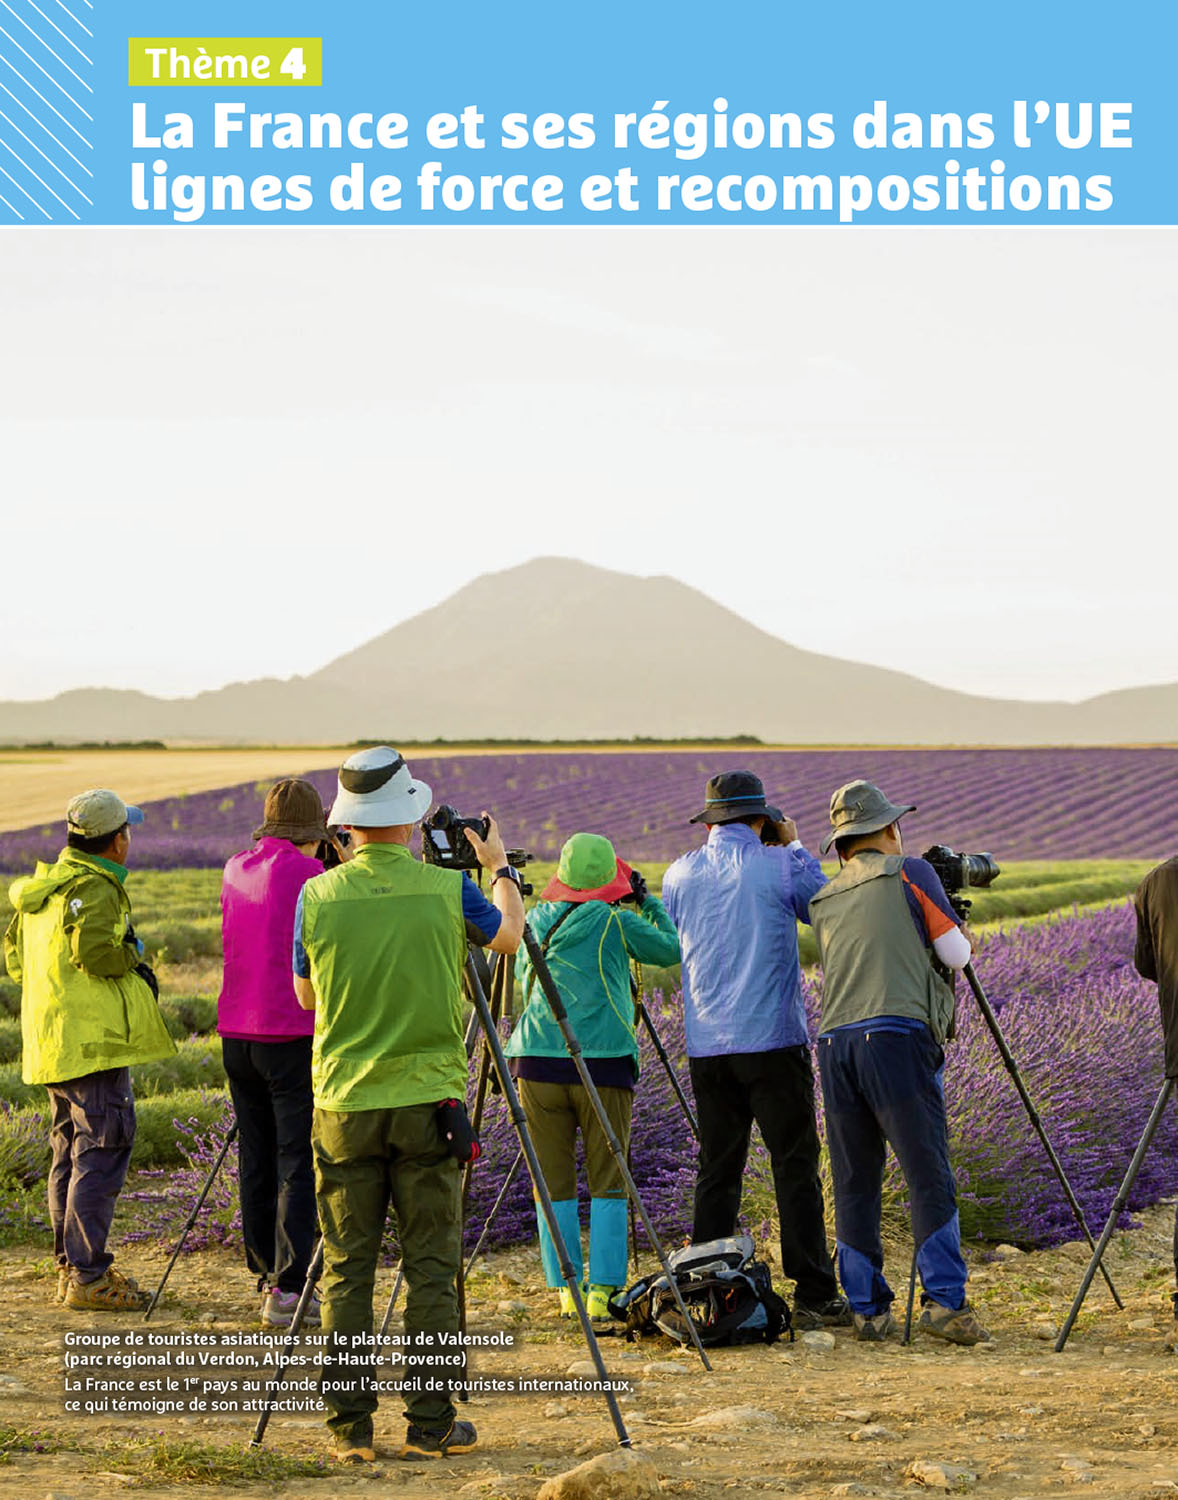 Thème 4
La France et ses régions dans l'UE
lignes de force et recompositions
Groupe de touristes asiatiques sur le plateau de Valensole
(parc régional du Verdon, Alpes-de-Haute-Provence)
La France est le 1er pays au monde pour l'accueil de touristes internationaux,
ce qui témoigne de son attractivité.